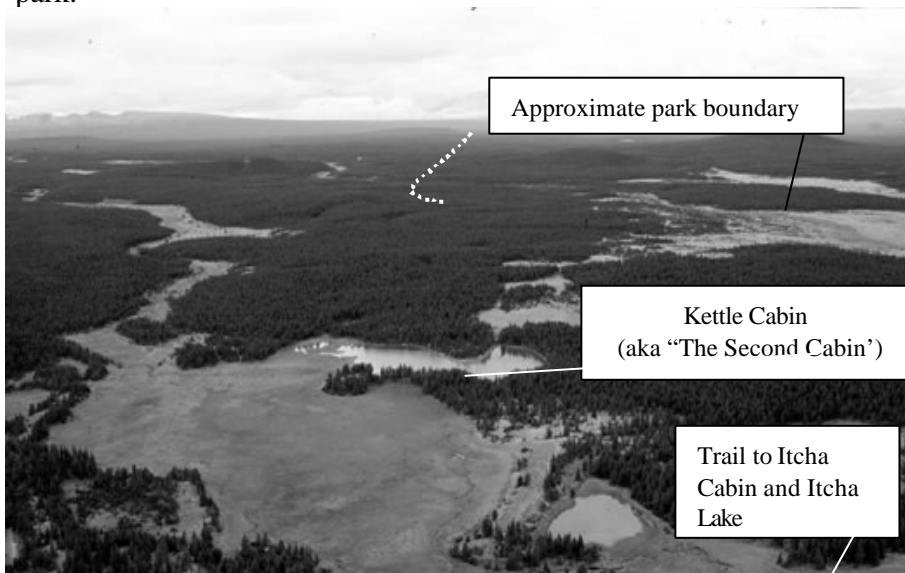 park.
Approximate park boundary
Kettle Cabin
(aka “The Second Cabin’)
Trail to Itcha
Cabin and Itcha
Lake